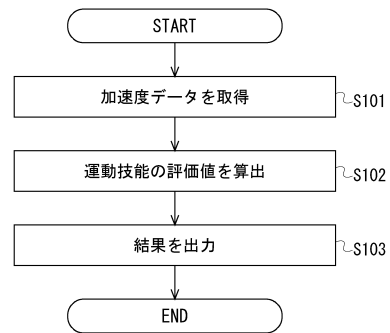 START
加速度データを取得
S101
運動技能の評価値を算出
S102
結果を出力
S103
END